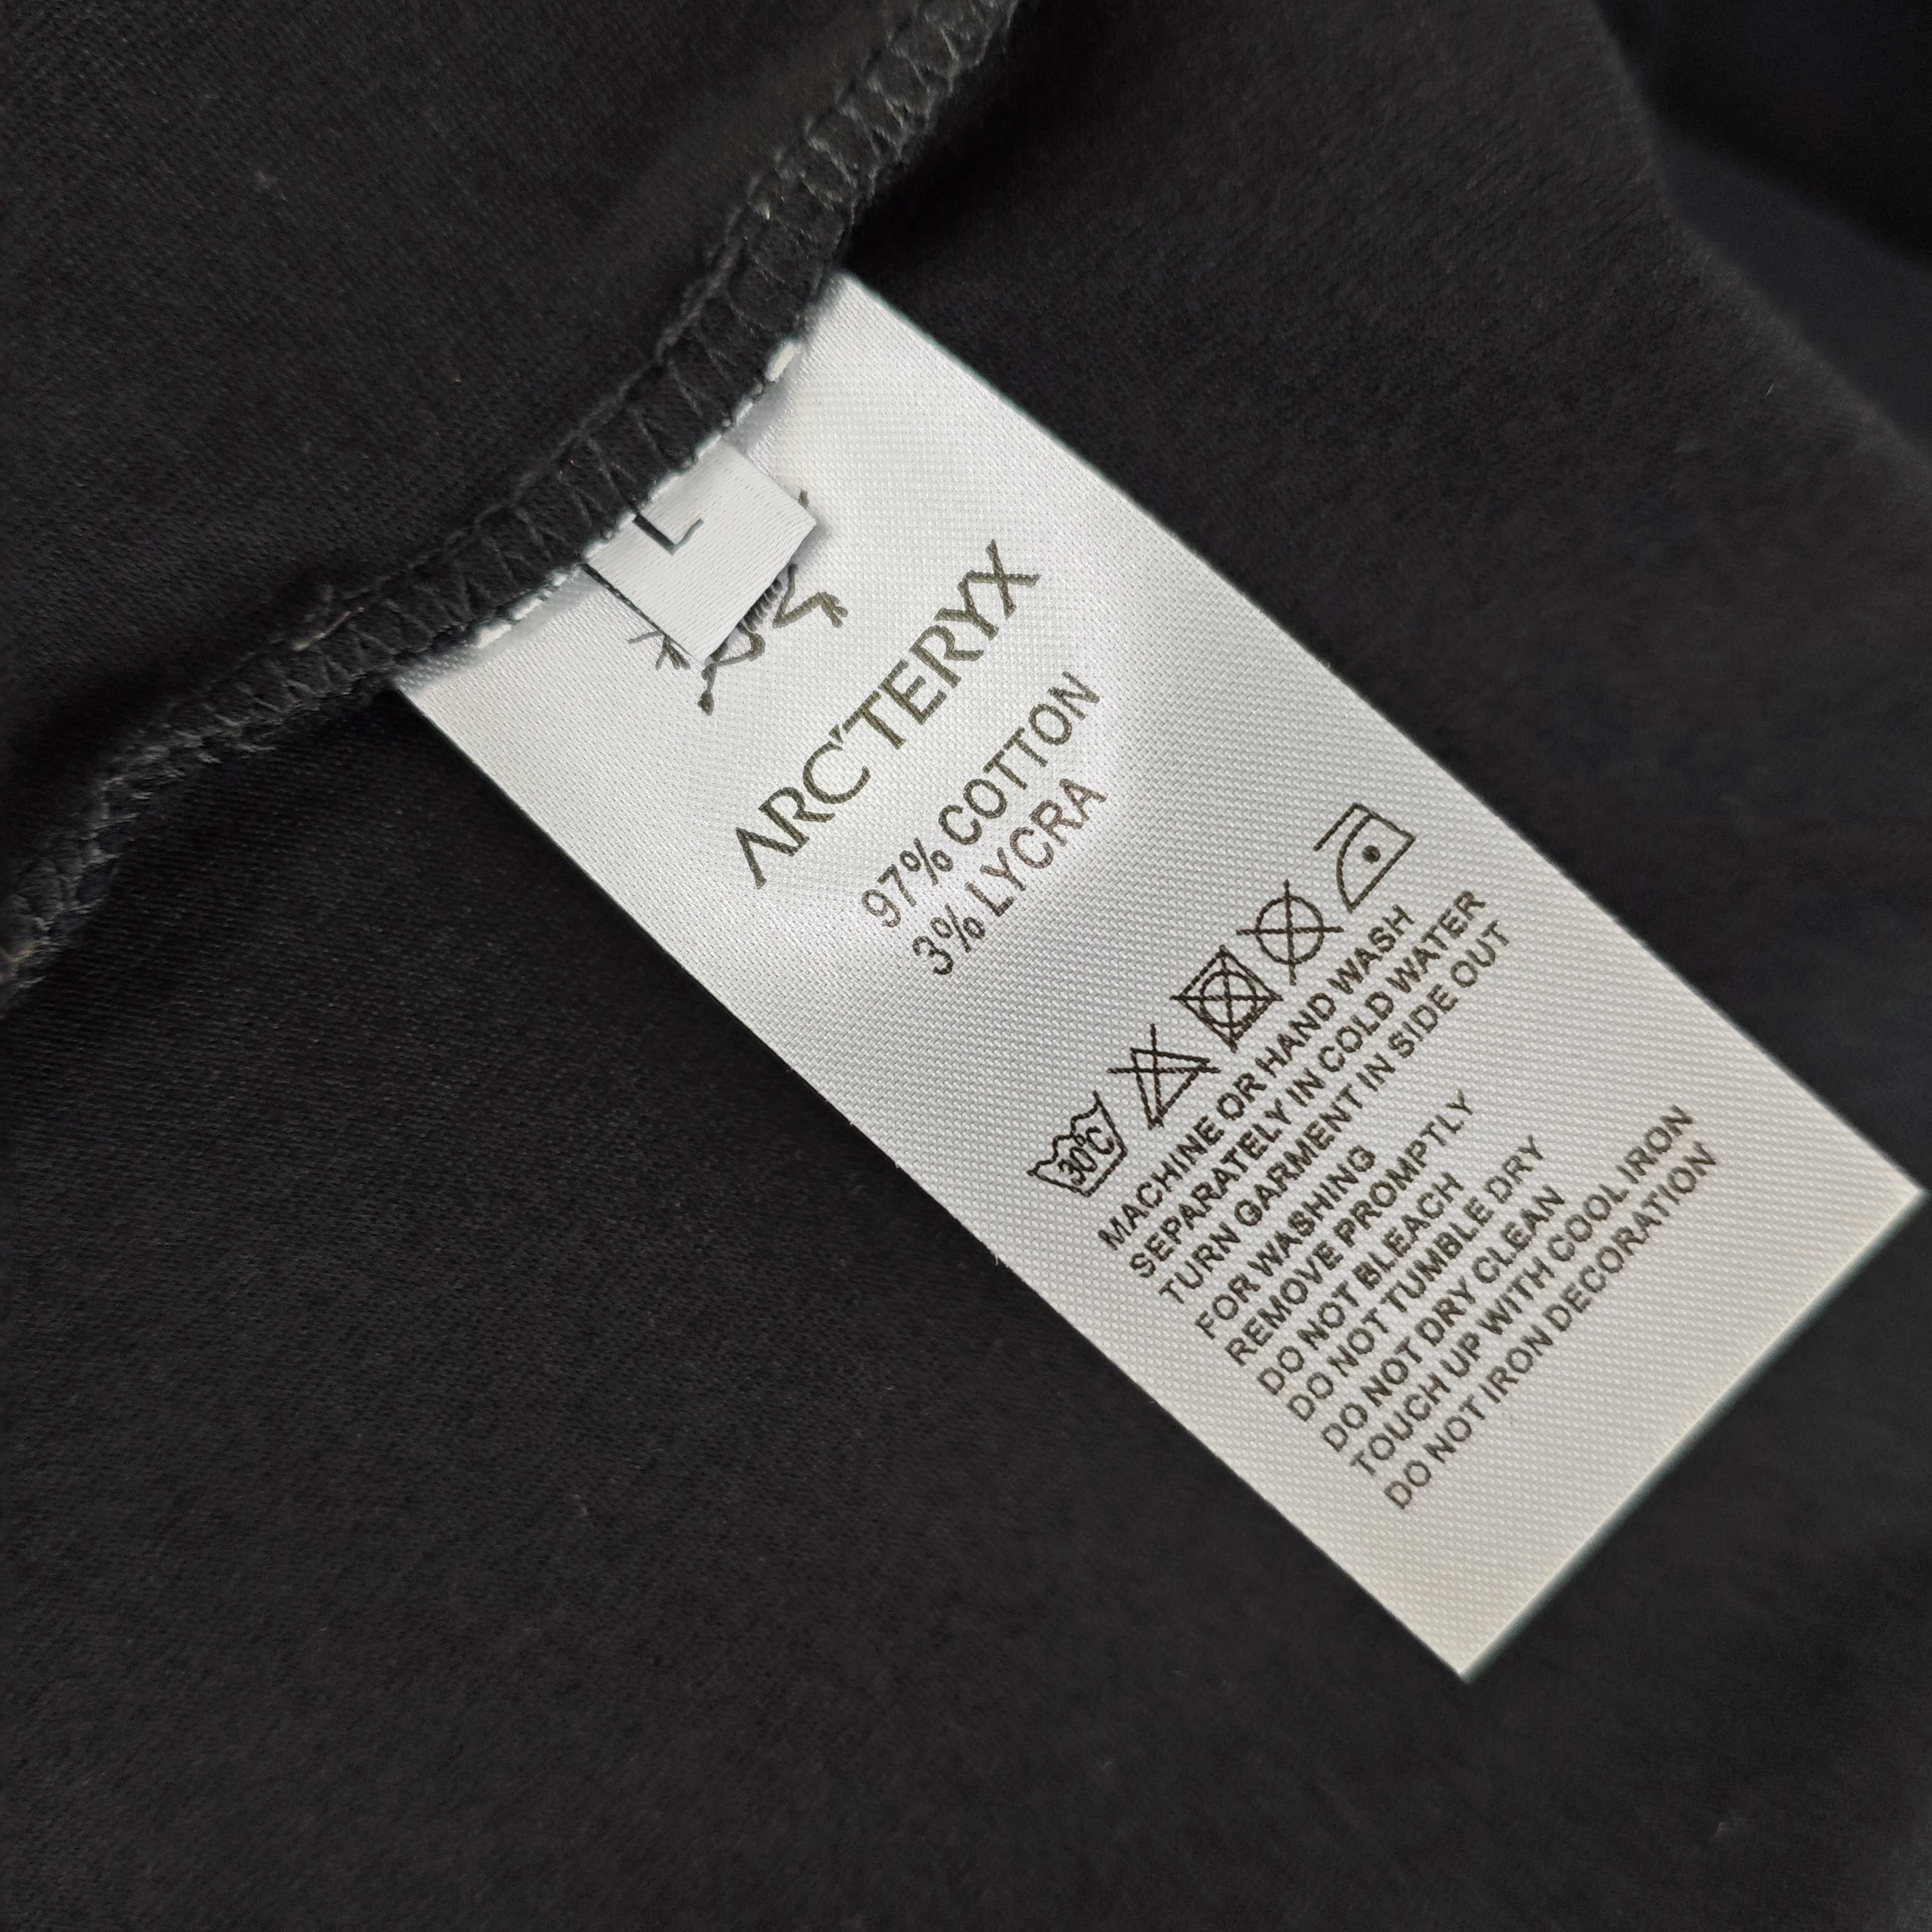 L
ARC'TERYX
97% COTTON
3% LYCRA
30°C
MACHINE OR HAND WASH
SEPARATELY IN COLD WATER
TURN GARMENT IN SIDE OUT
FOR WASHING
REMOVE PROMPTLY
DO NOT BLEACH
DO NOT TUMBLE DRY
DO NOT DRY CLEAN
TOUCH UP WITH COOL IRON
DO NOT IRON DECORATION